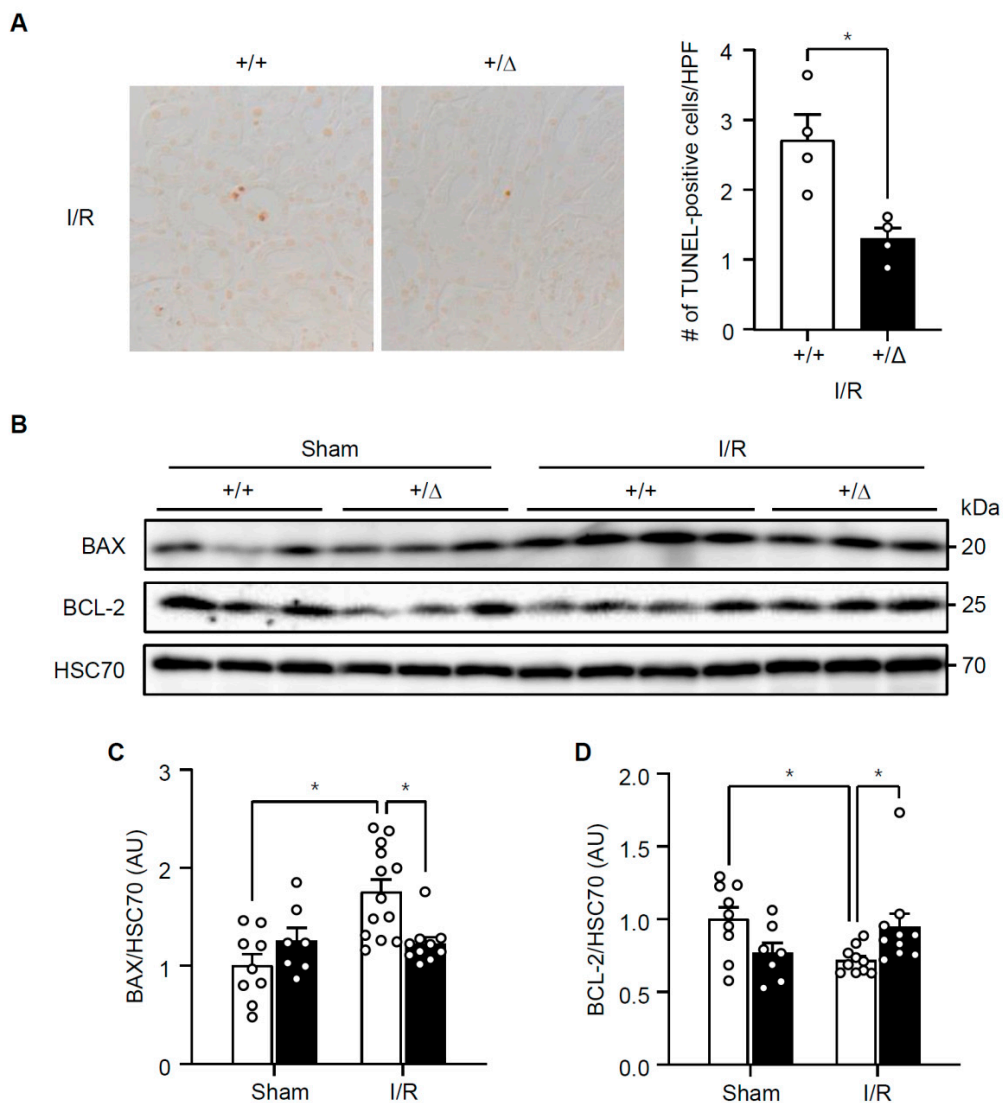 A
+/+ +/Δ
I/R
# of TUNEL-positive cells/HPF
4
3
2
1
0
*
+/+ +/Δ
I/R
B
Sham I/R
+/+ +/Δ +/+ +/Δ kDa
BAX 20
BCL-2 25
HSC70 70
C
BAX/HSC70 (AU)
3
2
1
0
* *
Sham I/R
D
BCL-2/HSC70 (AU)
2.0
1.5
1.0
0.5
0.0
* *
Sham I/R